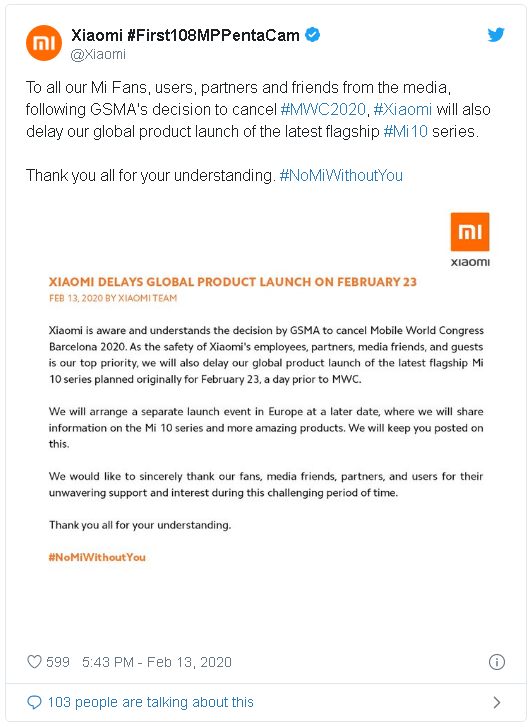 Xiaomi #First108MPPentaCam
@Xiaomi
To all our Mi Fans, users, partners and friends from the media,
following GSMA's decision to cancel #MWC2020, #Xiaomi will also
delay our global product launch of the latest flagship #Mi10 series.
Thank you all for your understanding. #NoMiWithoutYou
mi
xiaomi
XIAOMI DELAYS GLOBAL PRODUCT LAUNCH ON FEBRUARY 23
FEB 13, 2020 BY XIAOMI TEAM
Xiaomi is aware and understands the decision by GSMA to cancel Mobile World Congress
Barcelona 2020. As the safety of Xiaomi's employees, partners, media friends, and guests
is our top priority, we will also delay our global product launch of the latest flagship Mi
10 series planned originally for February 23, a day prior to MWC.
We will arrange a separate launch event in Europe at a later date, where we will share
information on the Mi 10 series and more amazing products. We will keep you posted on
this.
We would like to sincerely thank our fans, media friends, partners, and users for their
unwavering support and interest during this challenging period of time.
Thank you all for your understanding.
#NoMiWithoutYou
599 5:43 PM - Feb 13, 2020
103 people are talking about this